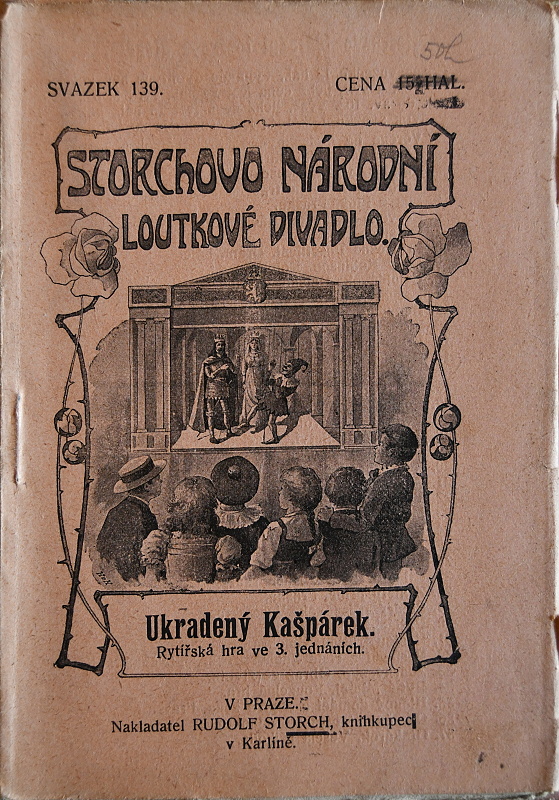 50h
SVAZEK 139.
CENA 15 HAL.
STORCHOVO NÁRODNÍ
LOUTKOVÉ DIVADLO.
Ukradený Kašpárek.
Rytířská hra ve 3. jednáních.
V PRAZE.
Nakladatel RUDOLF STORCH, knihkupec
v Karlíně.